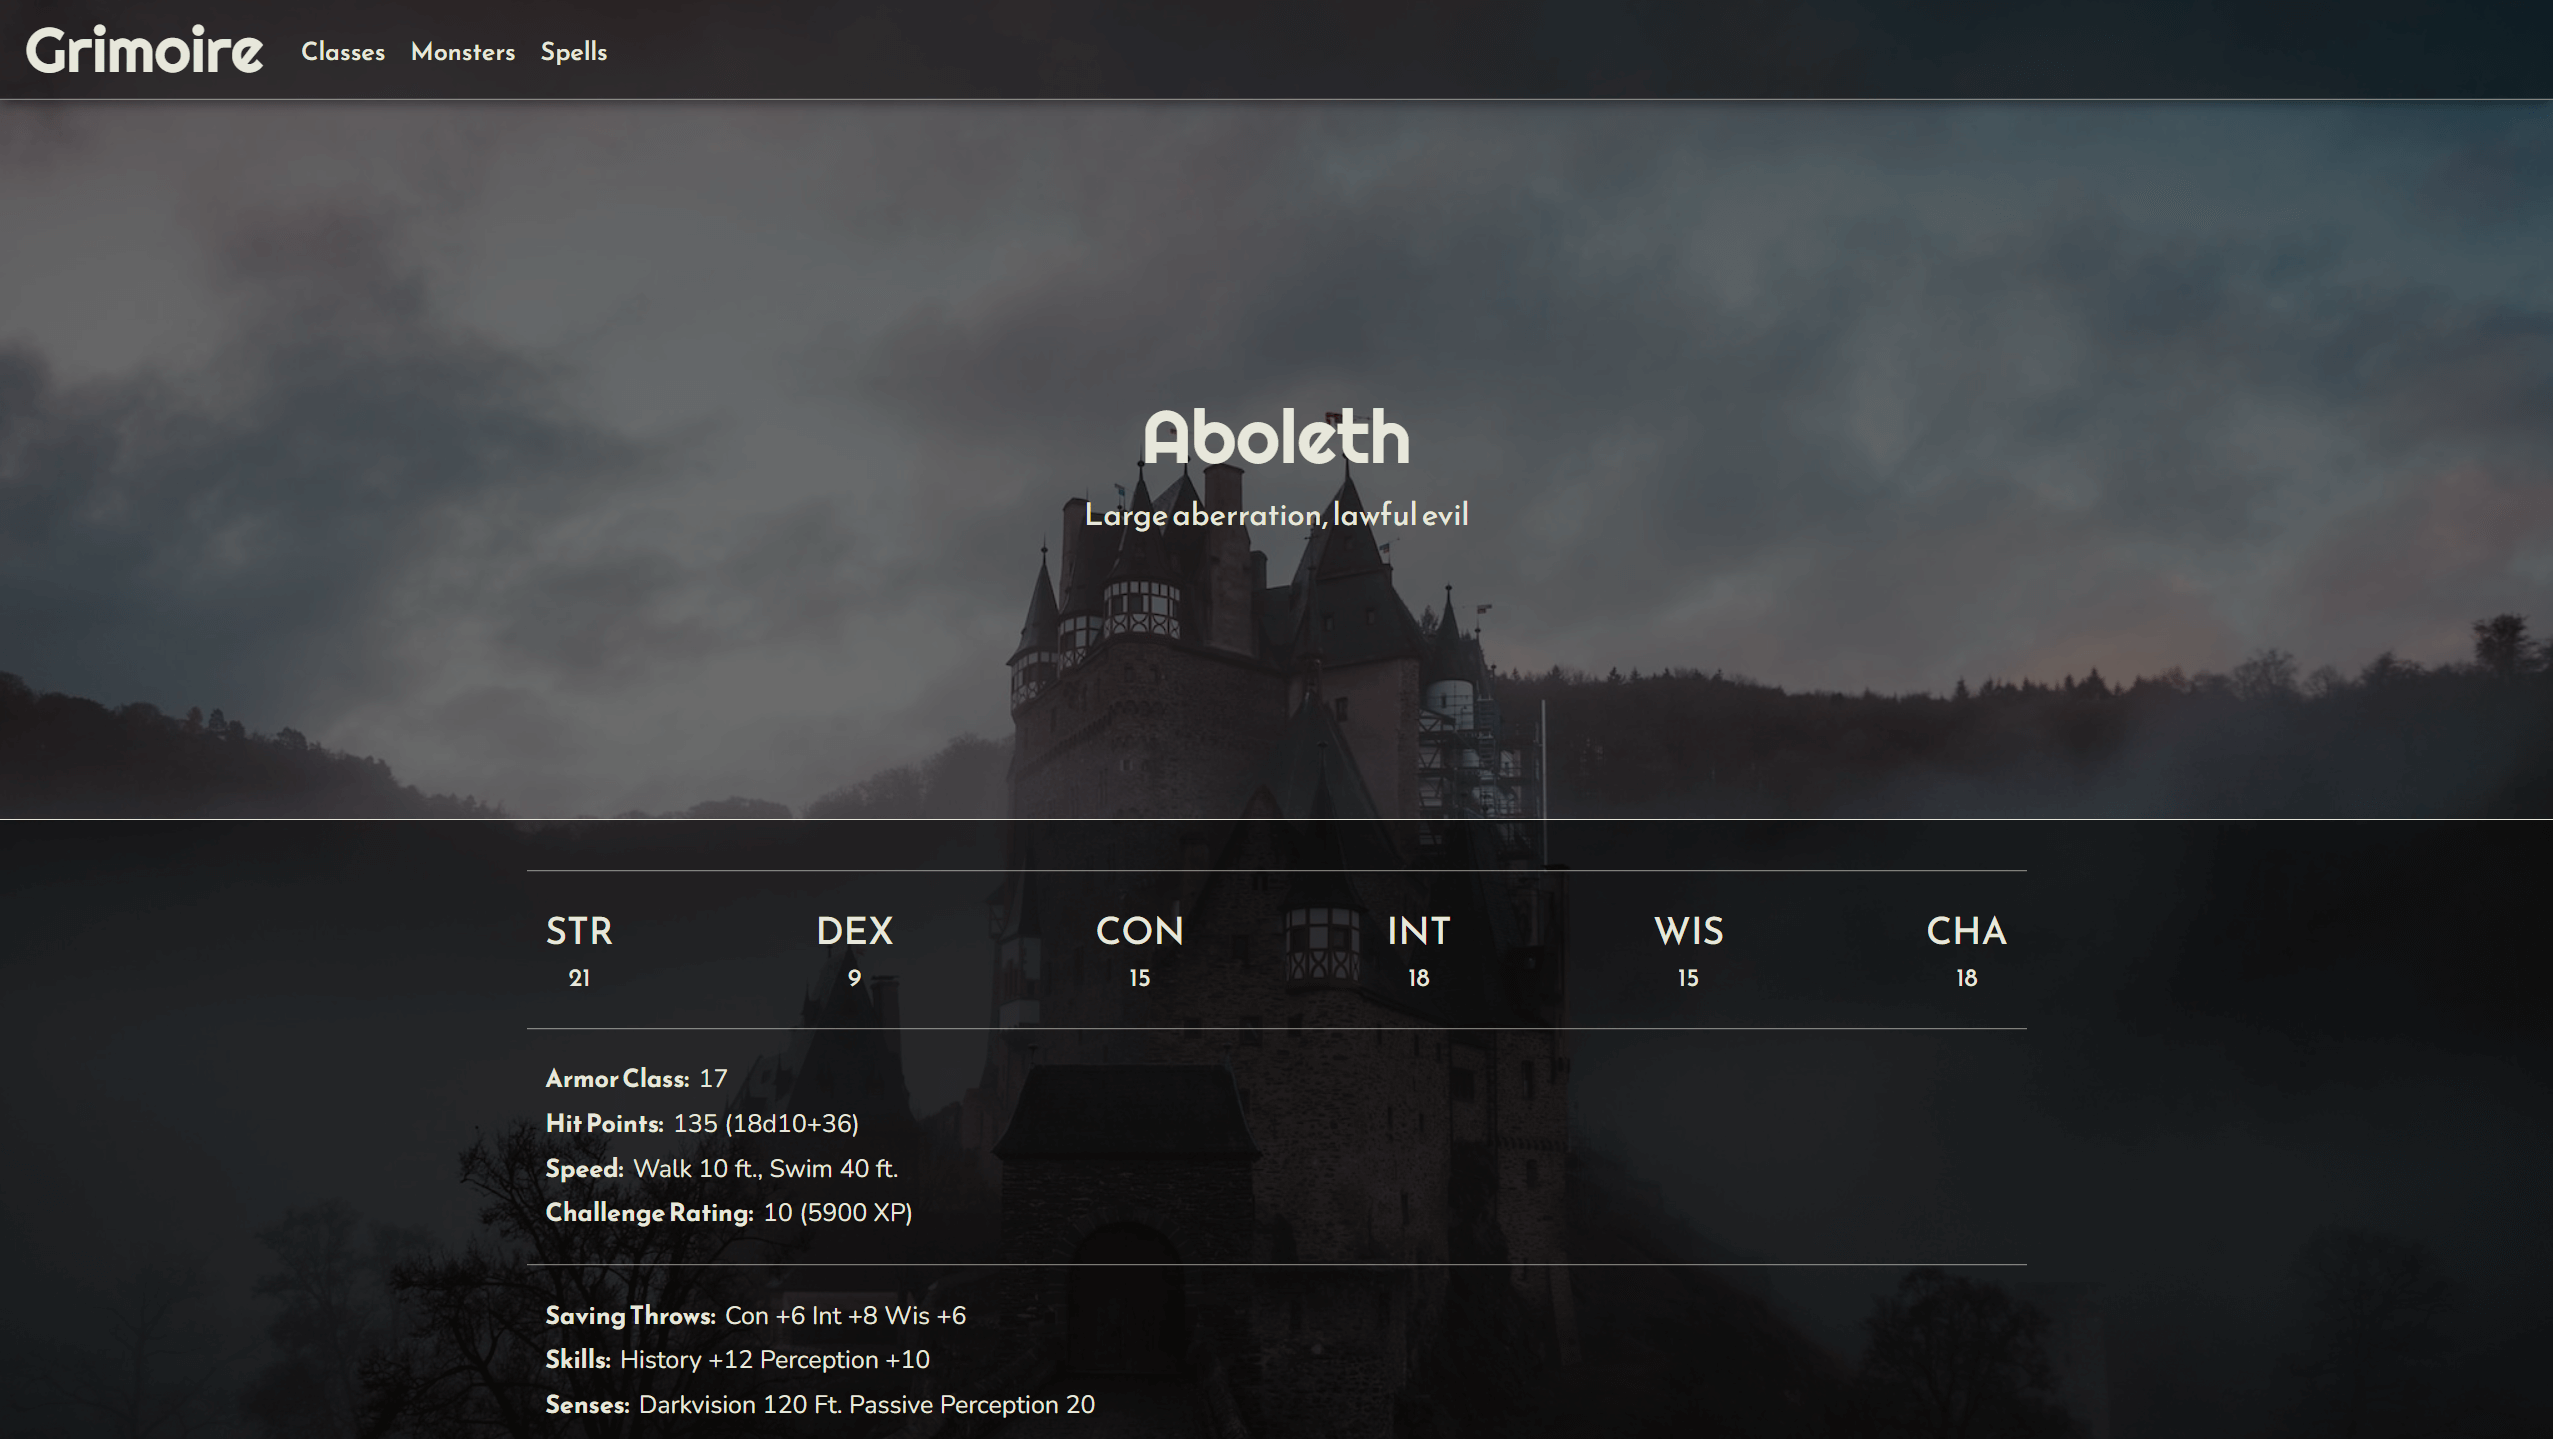 Grimoire Classes Monsters Spells
Aboleth
Large aberration, lawful evil
STR DEX CON INT WIS CHA
21 9 15 18 15 18
Armor Class: 17
Hit Points: 135 (18d10+36)
Speed: Walk 10 ft., Swim 40 ft.
Challenge Rating: 10 (5900 XP)
Saving Throws: Con +6 Int +8 Wis +6
Skills: History +12 Perception +10
Senses: Darkvision 120 Ft. Passive Perception 20